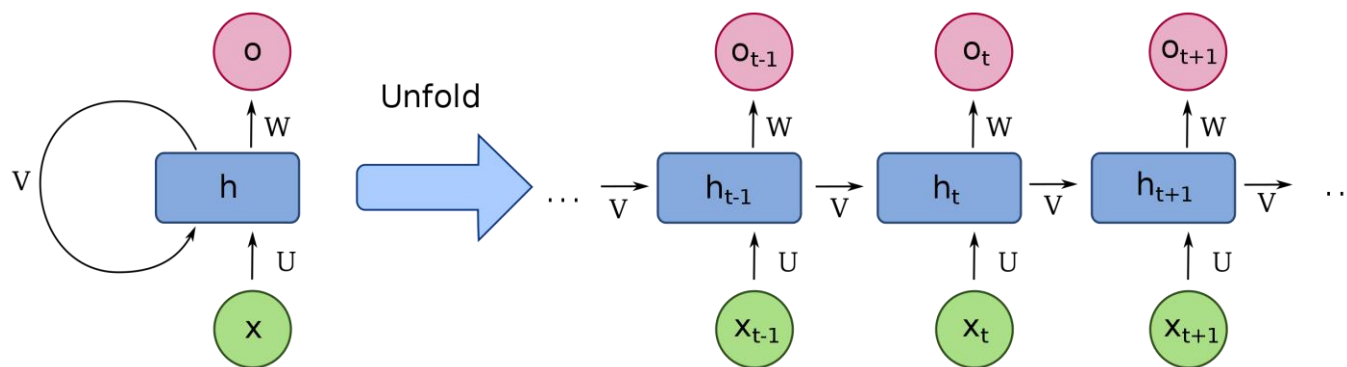 o o_{t-1} o_t o_{t+1}
Unfold
W W W W
V h ... V h_{t-1} V h_t V h_{t+1} V ..
U U U U
x x_{t-1} x_t x_{t+1}